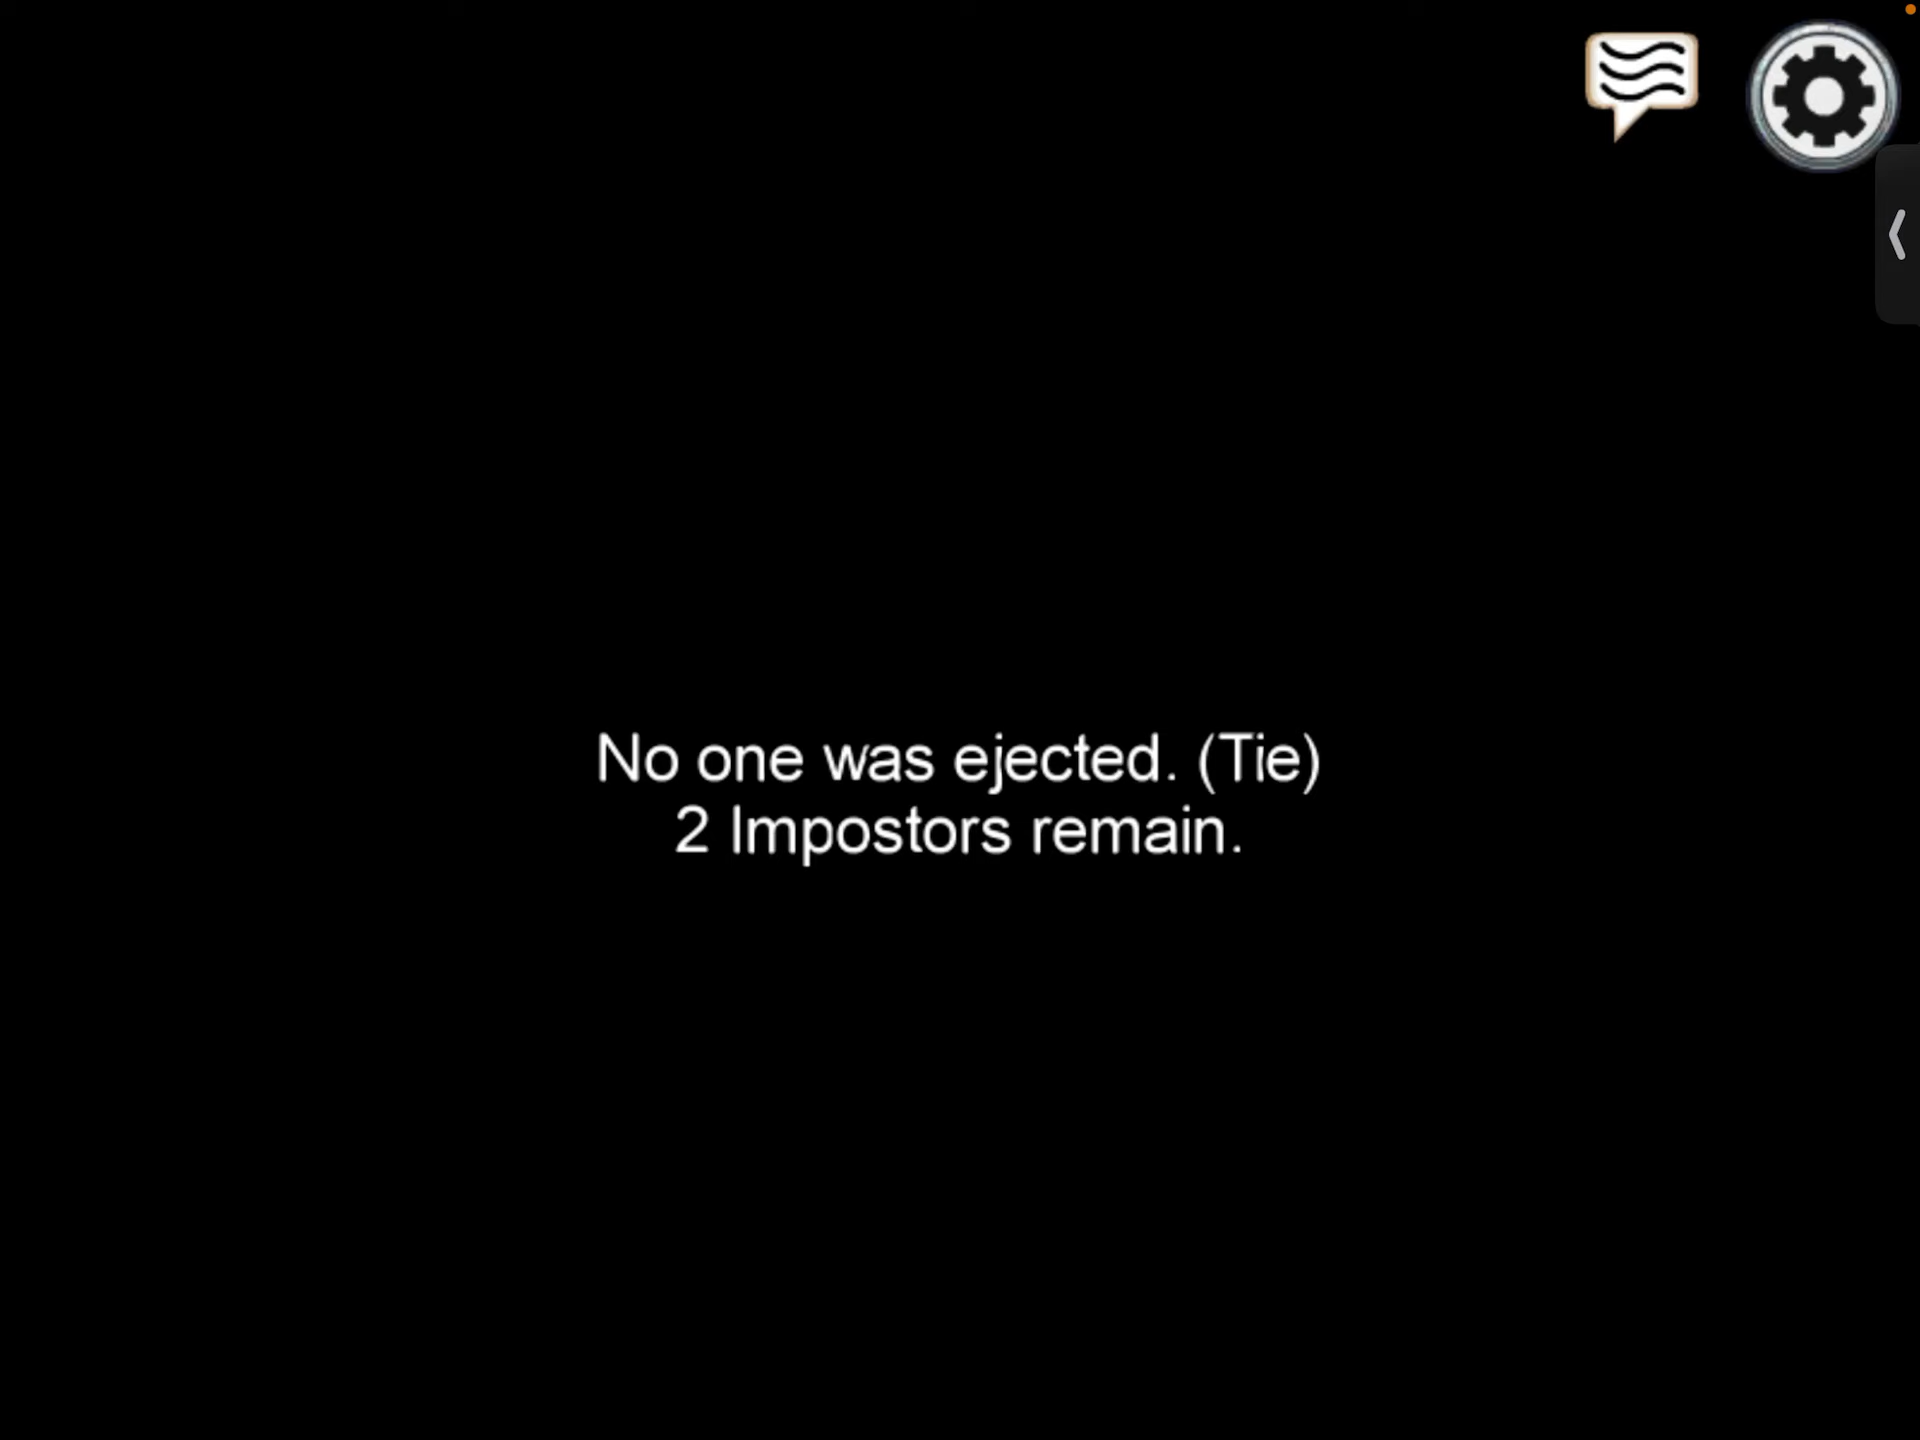 No one was ejected. (Tie)
2 Impostors remain.